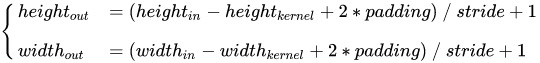 height_out = (height_in − height_kernel + 2 ∗ padding) / stride + 1
width_out = (width_in − width_kernel + 2 ∗ padding) / stride + 1